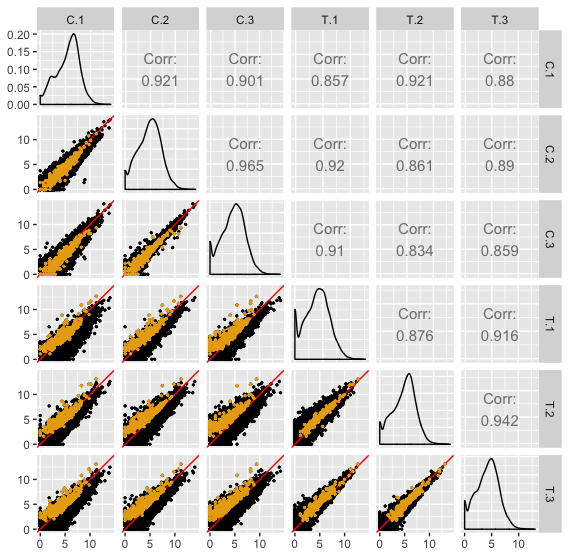 C.1 C.2 C.3 T.1 T.2 T.3
0.20
0.15
0.10
0.05
0.00
Corr:
0.921
Corr:
0.901
Corr:
0.857
Corr:
0.921
Corr:
0.88
C.1
10
5
0
Corr:
0.965
Corr:
0.92
Corr:
0.861
Corr:
0.89
C.2
10
5
0
Corr:
0.91
Corr:
0.834
Corr:
0.859
C.3
10
5
0
Corr:
0.876
Corr:
0.916
T.1
10
5
0
Corr:
0.942
T.2
10
5
0
T.3
0 5 10 0 5 10 0 5 10 0 5 10 0 5 10 0 5 10